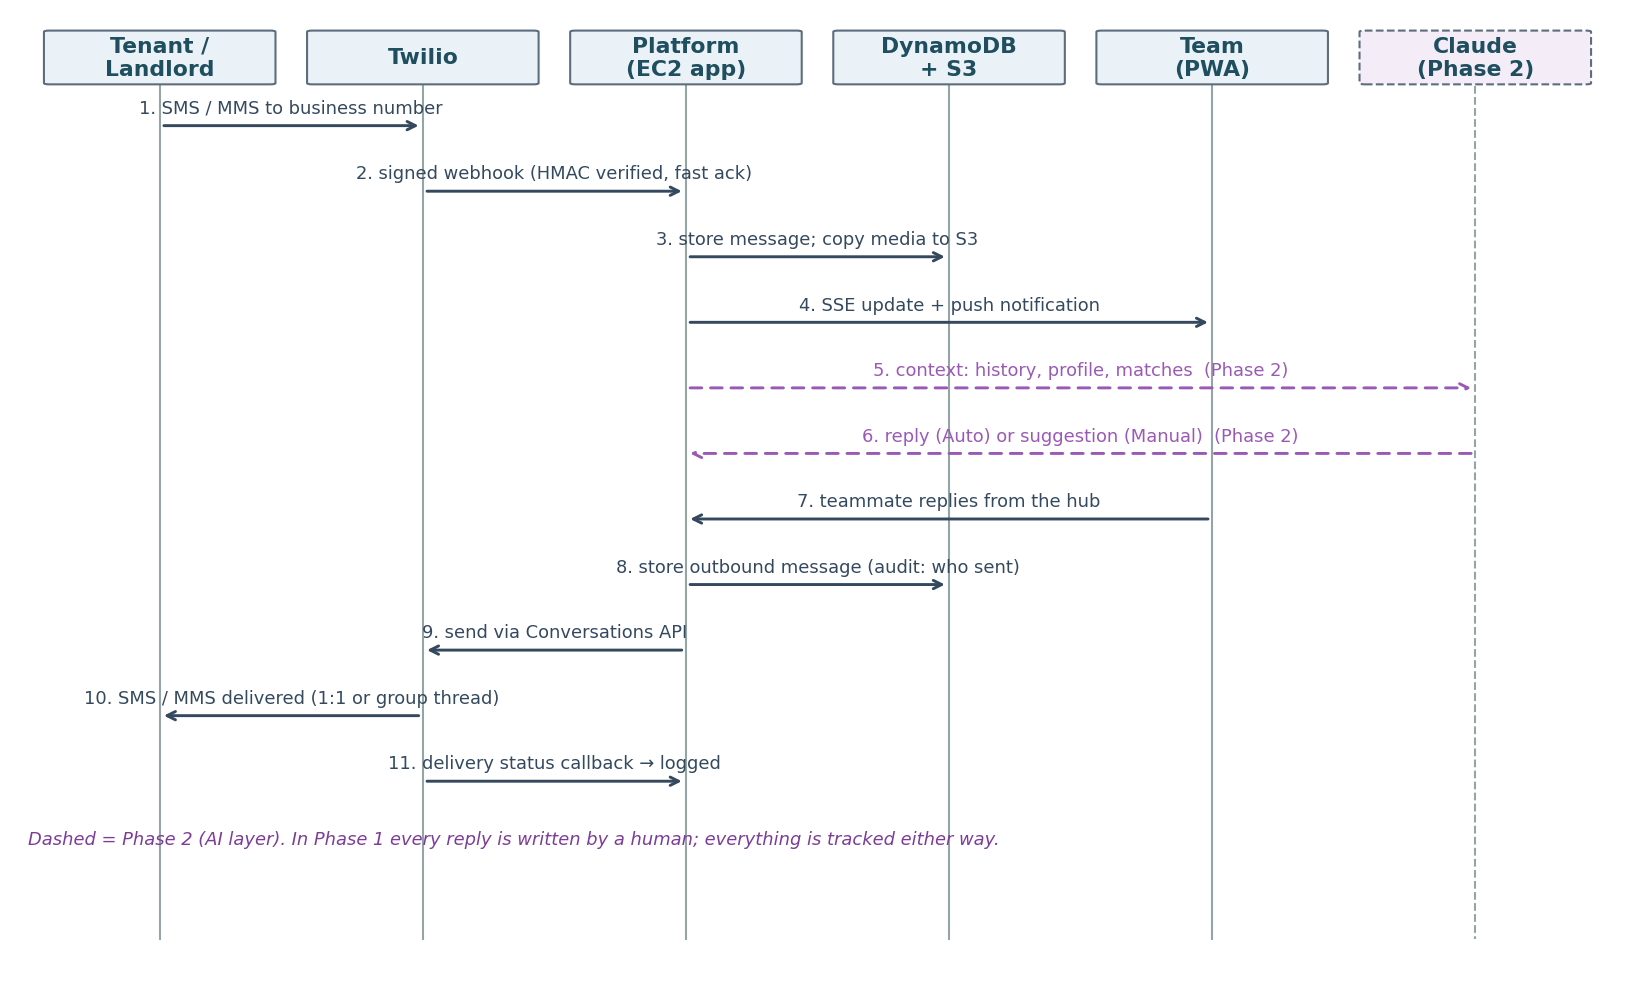 Tenant /
Landlord
Twilio
Platform
(EC2 app)
DynamoDB
+ S3
Team
(PWA)
Claude
(Phase 2)
1. SMS / MMS to business number
2. signed webhook (HMAC verified, fast ack)
3. store message; copy media to S3
4. SSE update + push notification
5. context: history, profile, matches  (Phase 2)
6. reply (Auto) or suggestion (Manual)  (Phase 2)
7. teammate replies from the hub
8. store outbound message (audit: who sent)
9. send via Conversations API
10. SMS / MMS delivered (1:1 or group thread)
11. delivery status callback → logged
Dashed = Phase 2 (AI layer). In Phase 1 every reply is written by a human; everything is tracked either way.